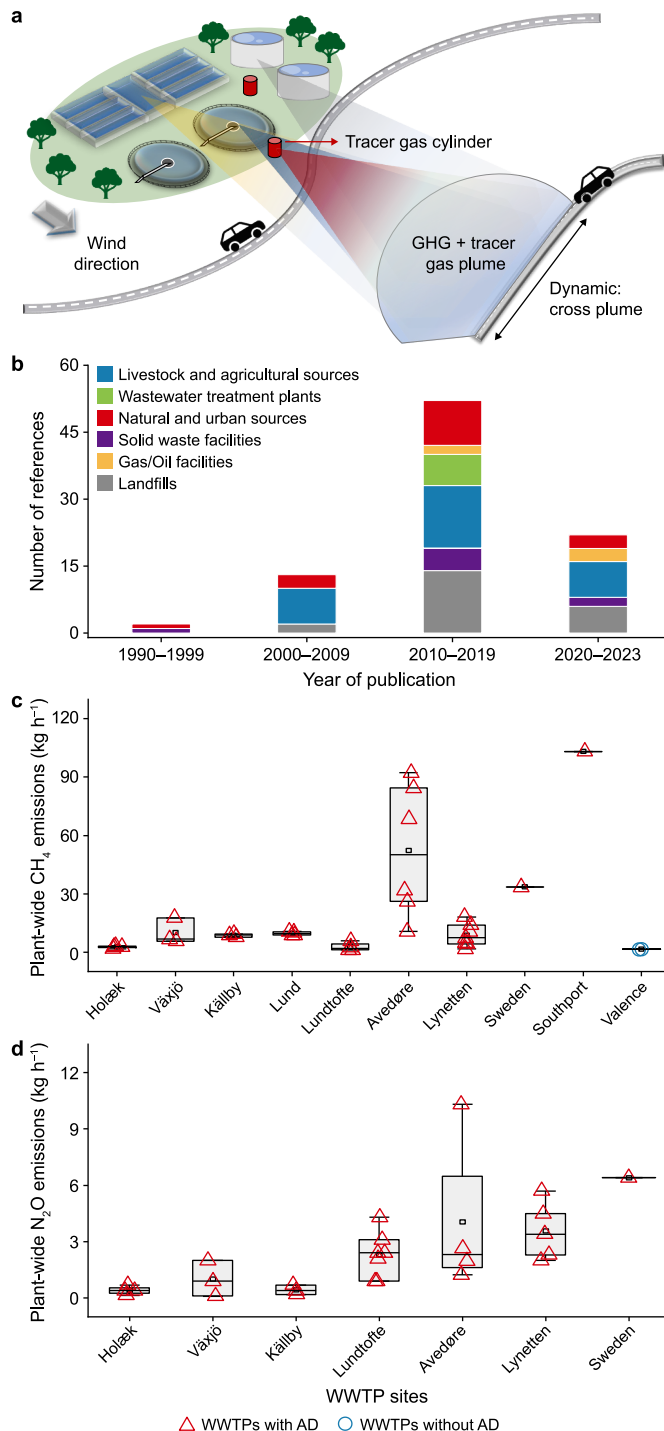 a
Tracer gas cylinder
Wind
direction
GHG + tracer
gas plume
Dynamic:
cross plume
b
60
45
30
15
0
Number of references
Livestock and agricultural sources
Wastewater treatment plants
Natural and urban sources
Solid waste facilities
Gas/Oil facilities
Landfills
1990–1999 2000–2009 2010–2019 2020–2023
Year of publication
c
120
90
60
30
0
Plant-wide CH₄ emissions (kg h⁻¹)
Holæk Växjö Källby Lund Lundtofte Avedøre Lynetten Sweden Southport Valence
d
12
9
6
3
0
Plant-wide N₂O emissions (kg h⁻¹)
Holæk Växjö Källby Lundtofte Avedøre Lynetten Sweden
WWTP sites
WWTPs with AD WWTPs without AD